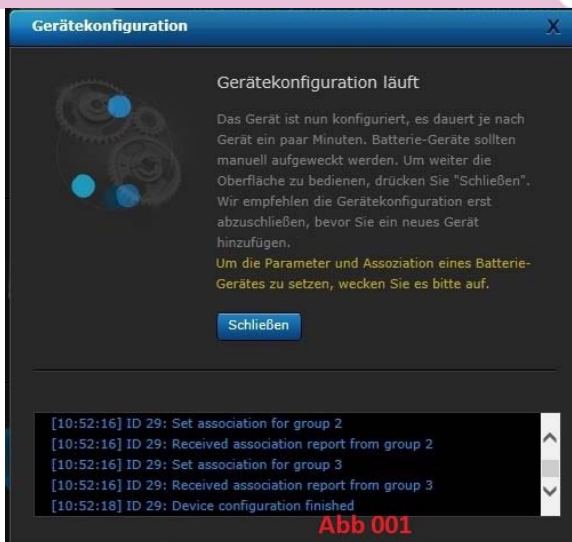 Gerätekonfiguration X
Gerätekonfiguration läuft
Das Gerät ist nun konfiguriert, es dauert je nach
Gerät ein paar Minuten. Batterie-Geräte sollten
manuell aufgeweckt werden. Um weiter die
Oberfläche zu bedienen, drücken Sie "Schließen".
Wir empfehlen die Gerätekonfiguration erst
abzuschließen, bevor Sie ein neues Gerät
hinzufügen.
Um die Parameter und Assoziation eines Batterie-
Gerätes zu setzen, wecken Sie es bitte auf.
Schließen
[10:52:16] ID 29: Set association for group 2
[10:52:16] ID 29: Received association report from group 2
[10:52:16] ID 29: Set association for group 3
[10:52:16] ID 29: Received association report from group 3
[10:52:18] ID 29: Device configuration finished
Abb 001